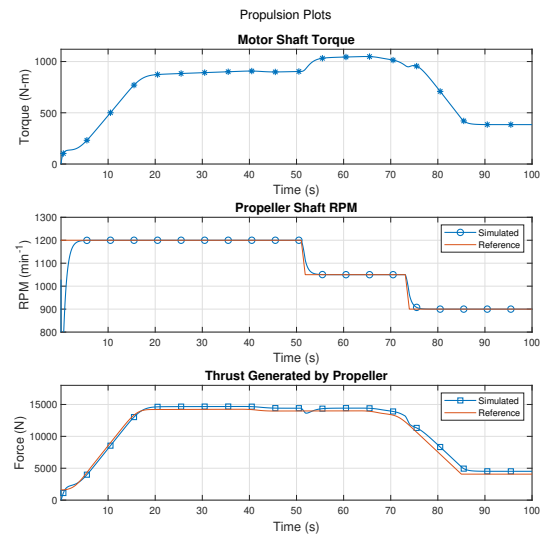 Propulsion Plots
Motor Shaft Torque
Torque (N-m)
1000
500
0
0 10 20 30 40 50 60 70 80 90 100
Time (s)
Propeller Shaft RPM
RPM (min⁻¹)
1300
1200
1100
1000
900
800
Simulated
Reference
0 10 20 30 40 50 60 70 80 90 100
Time (s)
Thrust Generated by Propeller
Force (N)
15000
10000
5000
0
Simulated
Reference
0 10 20 30 40 50 60 70 80 90 100
Time (s)